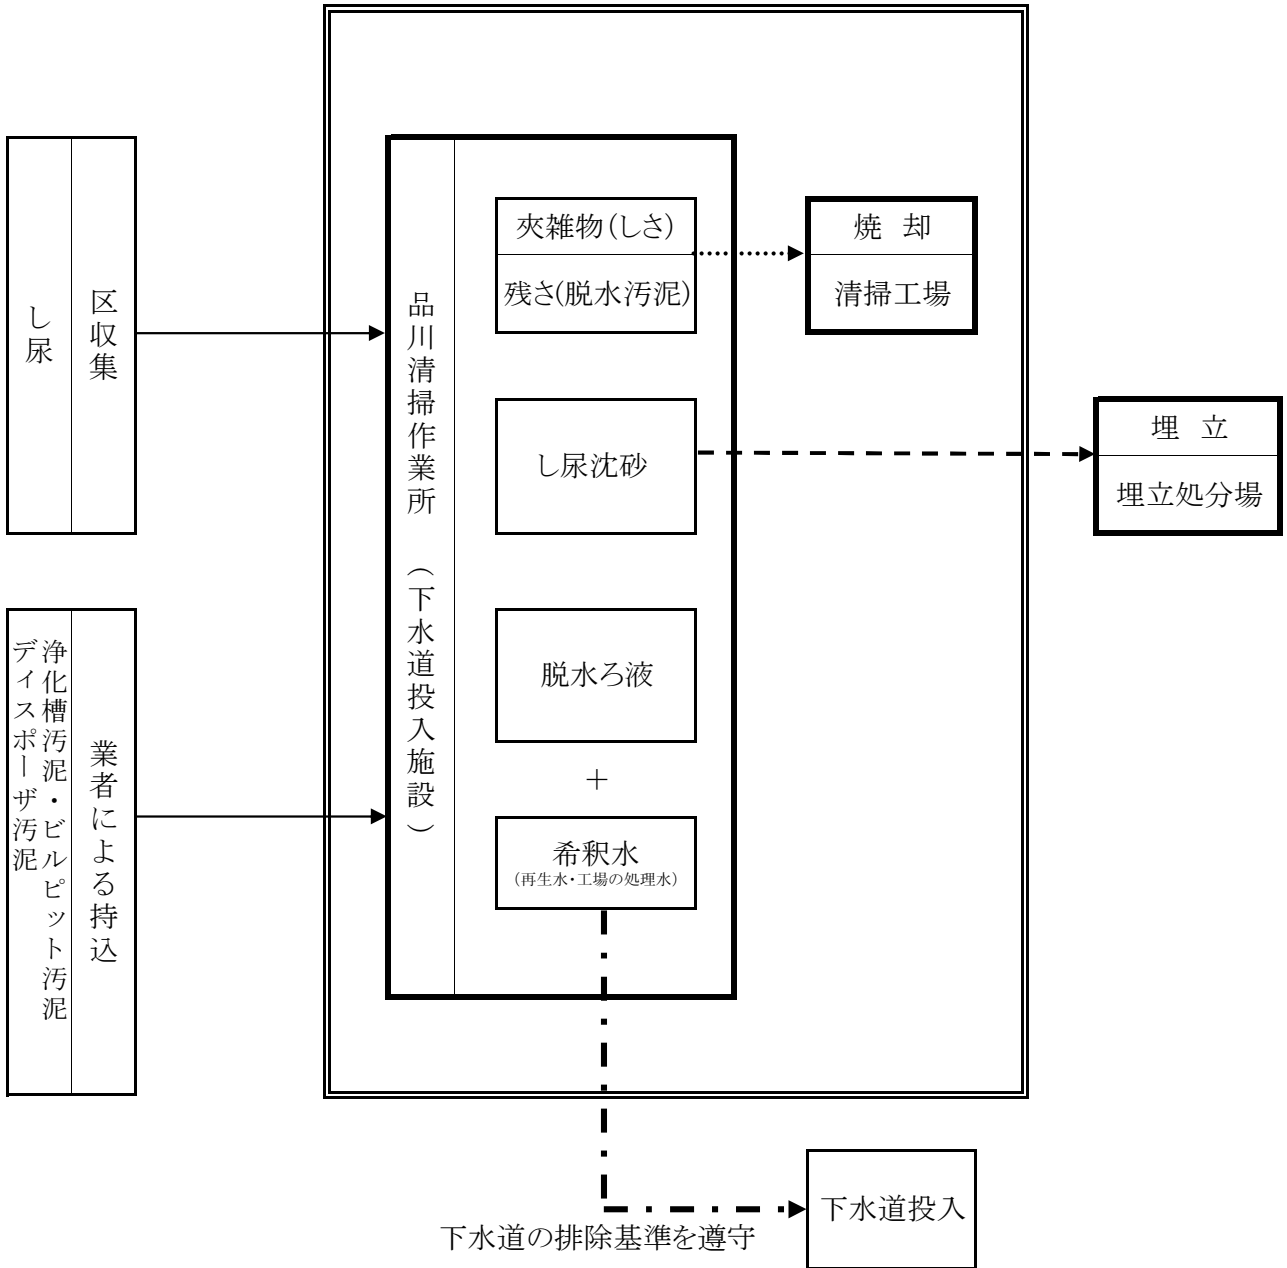 し尿
区収集
浄化槽汚泥・ビルピット汚泥
ディスポーザ汚泥
業者による持込
品川清掃作業所 （下水道投入施設）
夾雑物（しさ）
残さ(脱水汚泥)
し尿沈砂
脱水ろ液
＋
希釈水
（再生水・工場の処理水）
焼 却
清掃工場
埋 立
埋立処分場
下水道投入
下水道の排除基準を遵守